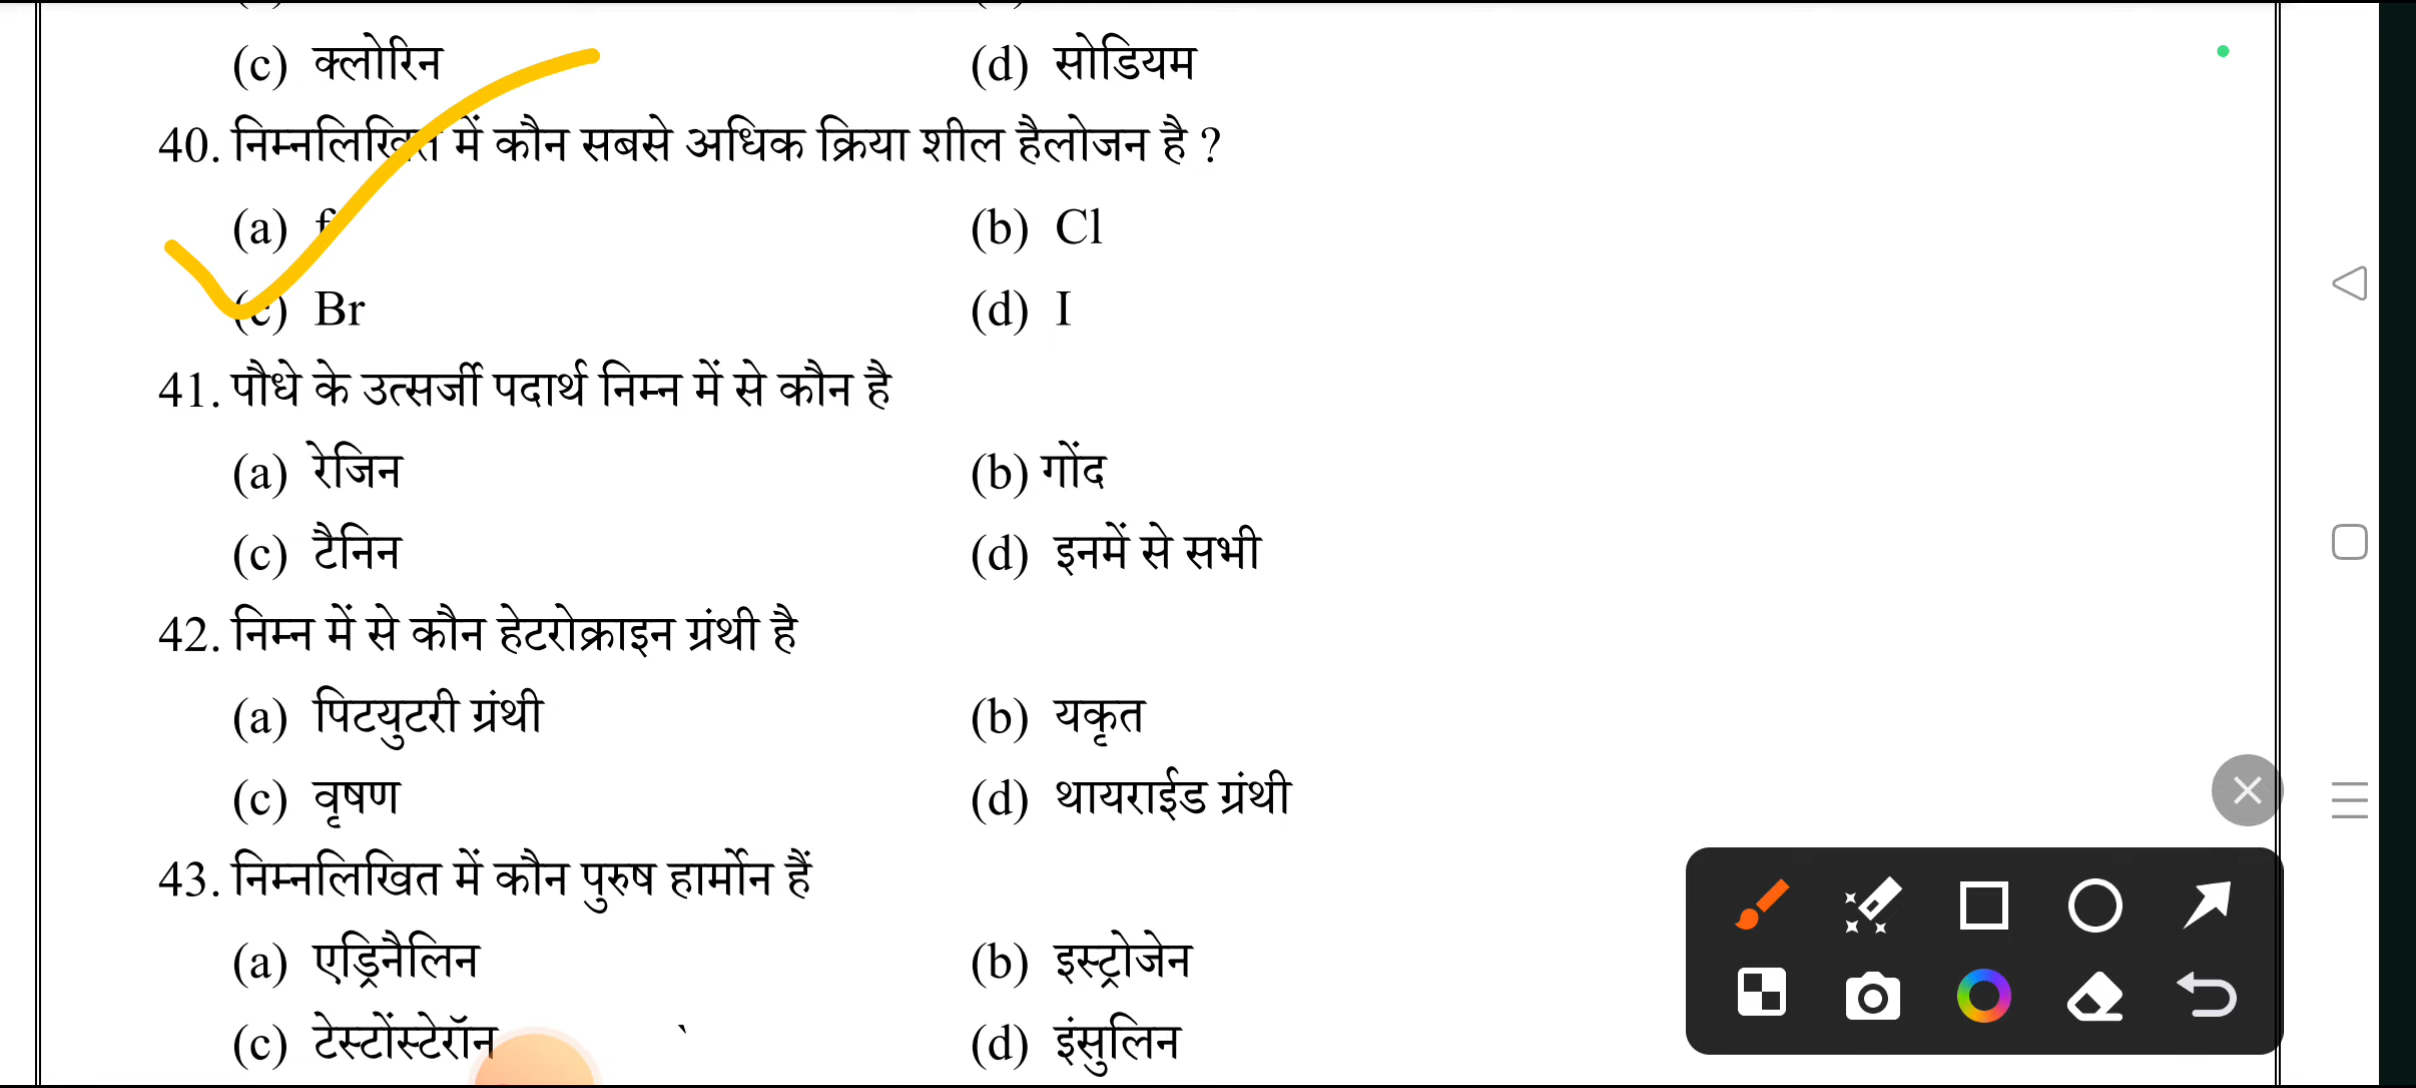 (c) क्लोरिन (d) सोडियम
40. निम्नलिखित में कौन सबसे अधिक क्रिया शील हैलोजन है ?
(a) f (b) Cl
(c) Br (d) I
41. पौधे के उत्सर्जी पदार्थ निम्न में से कौन है
(a) रेजिन (b) गोंद
(c) टैनिन (d) इनमें से सभी
42. निम्न में से कौन हेटरोक्राइन ग्रंथी है
(a) पिटयुटरी ग्रंथी (b) यकृत
(c) वृषण (d) थायराईड ग्रंथी
43. निम्नलिखित में कौन पुरुष हार्मोन हैं
(a) एड्रिनैलिन (b) इस्ट्रोजेन
(c) टेस्टोंस्टेरॉन (d) इंसुलिन